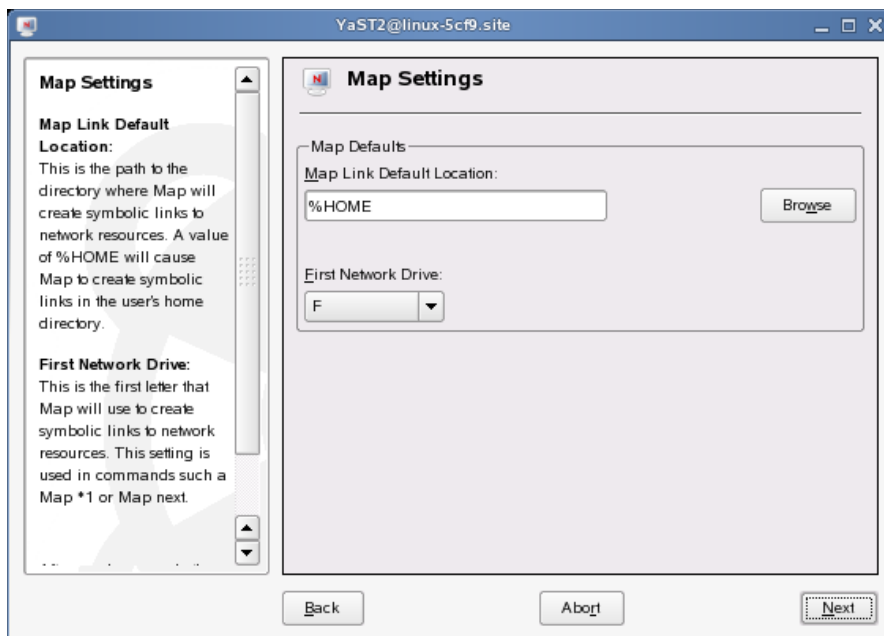 YaST2@linux-5cf9.site
Map Settings
Map Link Default
Location:
This is the path to the
directory where Map will
create symbolic links to
network resources. A value
of %HOME will cause
Map to create symbolic
links in the user's home
directory.
First Network Drive:
This is the first letter that
Map will use to create
symbolic links to network
resources. This setting is
used in commands such a
Map *1 or Map next.
N
Map Settings
Map Defaults
Map Link Default Location:
%HOME
Browse
First Network Drive:
F
Back
Abort
Next